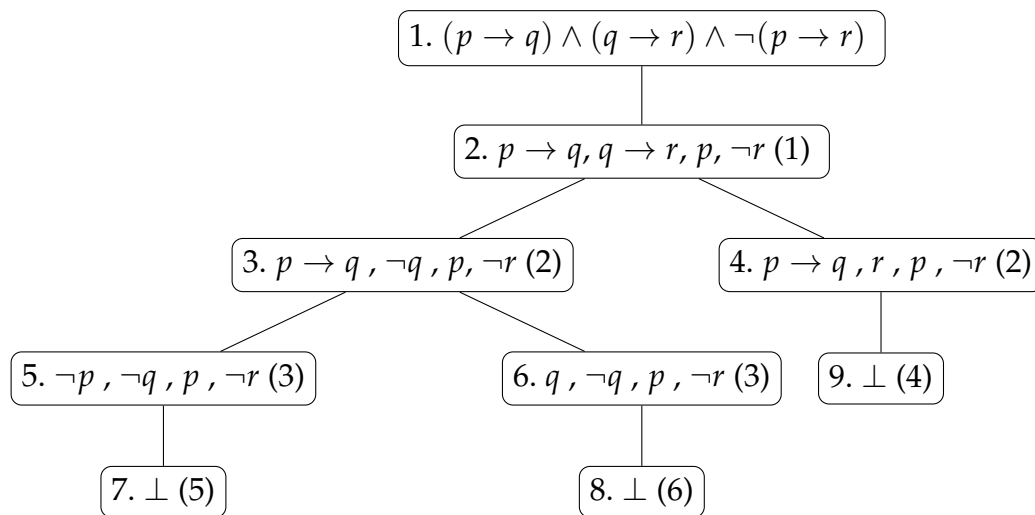 1. (p → q) ∧ (q → r) ∧ ¬(p → r)
2. p → q, q → r, p, ¬r (1)
3. p → q , ¬q , p, ¬r (2)
4. p → q , r , p , ¬r (2)
5. ¬p , ¬q , p , ¬r (3)
6. q , ¬q , p , ¬r (3)
9. ⊥ (4)
7. ⊥ (5)
8. ⊥ (6)